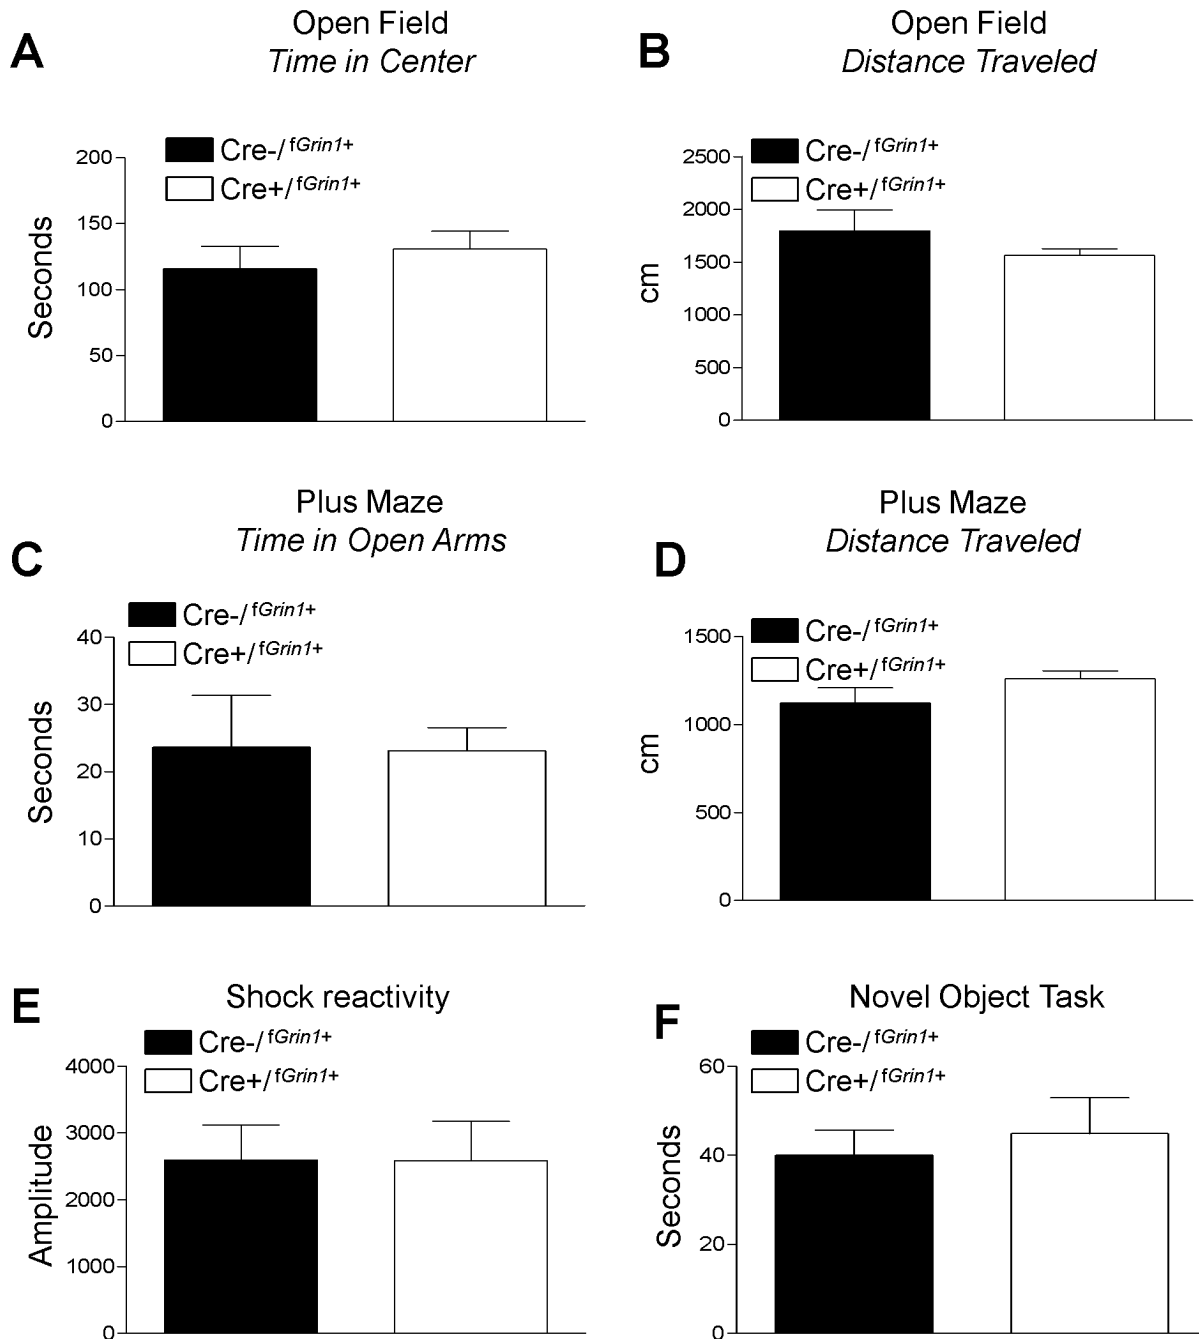 A
Open Field
Time in Center
Cre-/fGrin1+
Cre+/fGrin1+
Seconds
200
150
100
50
0
B
Open Field
Distance Traveled
Cre-/fGrin1+
Cre+/fGrin1+
cm
2500
2000
1500
1000
500
0
C
Plus Maze
Time in Open Arms
Cre-/fGrin1+
Cre+/fGrin1+
Seconds
40
30
20
10
0
D
Plus Maze
Distance Traveled
Cre-/fGrin1+
Cre+/fGrin1+
cm
1500
1000
500
0
E
Shock reactivity
Cre-/fGrin1+
Cre+/fGrin1+
Amplitude
4000
3000
2000
1000
0
F
Novel Object Task
Cre-/fGrin1+
Cre+/fGrin1+
Seconds
60
40
20
0